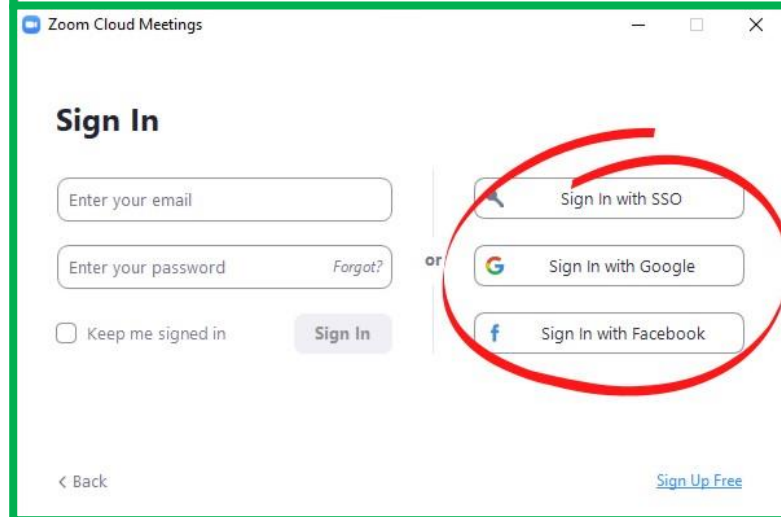 Zoom Cloud Meetings
Sign In
Enter your email
Enter your password Forgot?
Keep me signed in Sign In
or
Sign In with SSO
Sign In with Google
Sign In with Facebook
< Back
Sign Up Free